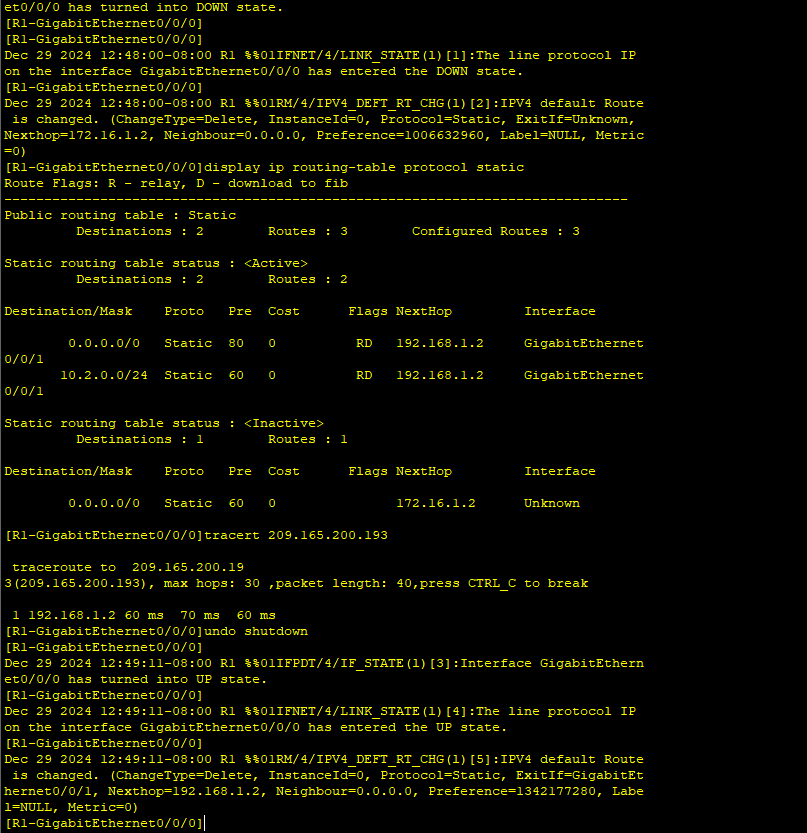 et0/0/0 has turned into DOWN state.
[R1-GigabitEthernet0/0/0]
[R1-GigabitEthernet0/0/0]
Dec 29 2024 12:48:00-08:00 R1 %%01IFNET/4/LINK_STATE(l)[1]:The line protocol IP
on the interface GigabitEthernet0/0/0 has entered the DOWN state.
[R1-GigabitEthernet0/0/0]
Dec 29 2024 12:48:00-08:00 R1 %%01RM/4/IPV4_DEFT_RT_CHG(l)[2]:IPV4 default Route
 is changed. (ChangeType=Delete, InstanceId=0, Protocol=Static, ExitIf=Unknown,
Nexthop=172.16.1.2, Neighbour=0.0.0.0, Preference=1006632960, Label=NULL, Metric
=0)
[R1-GigabitEthernet0/0/0]display ip routing-table protocol static
Route Flags: R - relay, D - download to fib
------------------------------------------------------------------------------
Public routing table : Static
         Destinations : 2        Routes : 3        Configured Routes : 3

Static routing table status : <Active>
         Destinations : 2        Routes : 2

Destination/Mask    Proto   Pre  Cost      Flags NextHop         Interface

        0.0.0.0/0   Static  80   0          RD   192.168.1.2     GigabitEthernet
0/0/1
       10.2.0.0/24  Static  60   0          RD   192.168.1.2     GigabitEthernet
0/0/1

Static routing table status : <Inactive>
         Destinations : 1        Routes : 1

Destination/Mask    Proto   Pre  Cost      Flags NextHop         Interface

        0.0.0.0/0   Static  60   0               172.16.1.2      Unknown

[R1-GigabitEthernet0/0/0]tracert 209.165.200.193

 traceroute to  209.165.200.19
3(209.165.200.193), max hops: 30 ,packet length: 40,press CTRL_C to break

 1 192.168.1.2 60 ms  70 ms  60 ms
[R1-GigabitEthernet0/0/0]undo shutdown
[R1-GigabitEthernet0/0/0]
Dec 29 2024 12:49:11-08:00 R1 %%01IFPDT/4/IF_STATE(l)[3]:Interface GigabitEthern
et0/0/0 has turned into UP state.
[R1-GigabitEthernet0/0/0]
Dec 29 2024 12:49:11-08:00 R1 %%01IFNET/4/LINK_STATE(l)[4]:The line protocol IP
on the interface GigabitEthernet0/0/0 has entered the UP state.
[R1-GigabitEthernet0/0/0]
Dec 29 2024 12:49:11-08:00 R1 %%01RM/4/IPV4_DEFT_RT_CHG(l)[5]:IPV4 default Route
 is changed. (ChangeType=Delete, InstanceId=0, Protocol=Static, ExitIf=GigabitEt
hernet0/0/1, Nexthop=192.168.1.2, Neighbour=0.0.0.0, Preference=1342177280, Labe
l=NULL, Metric=0)
[R1-GigabitEthernet0/0/0]